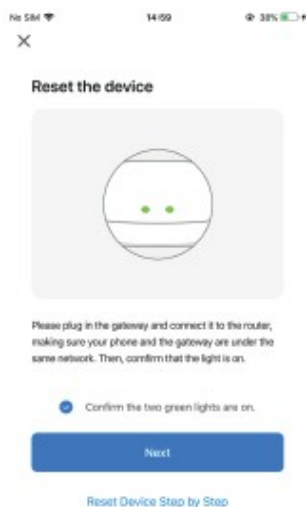 No SIM 14:59 38%
Reset the device
Please plug in the gateway and connect it to the router,
making sure your phone and the gateway are under the
same network. Then, comfirm that the light is on.
Confirm the two green lights are on.
Next
Reset Device Step by Step